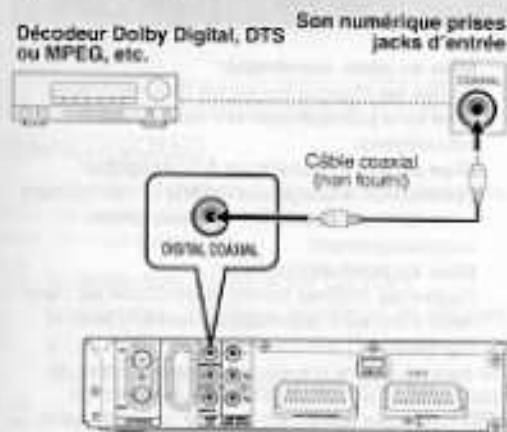 Décodeur Dolby Digital, DTS
ou MPEG, etc.
Son numérique prises
jacks d'entrée
COAXIAL
Câble coaxial
(non fourni)
DIGITAL COAXIAL